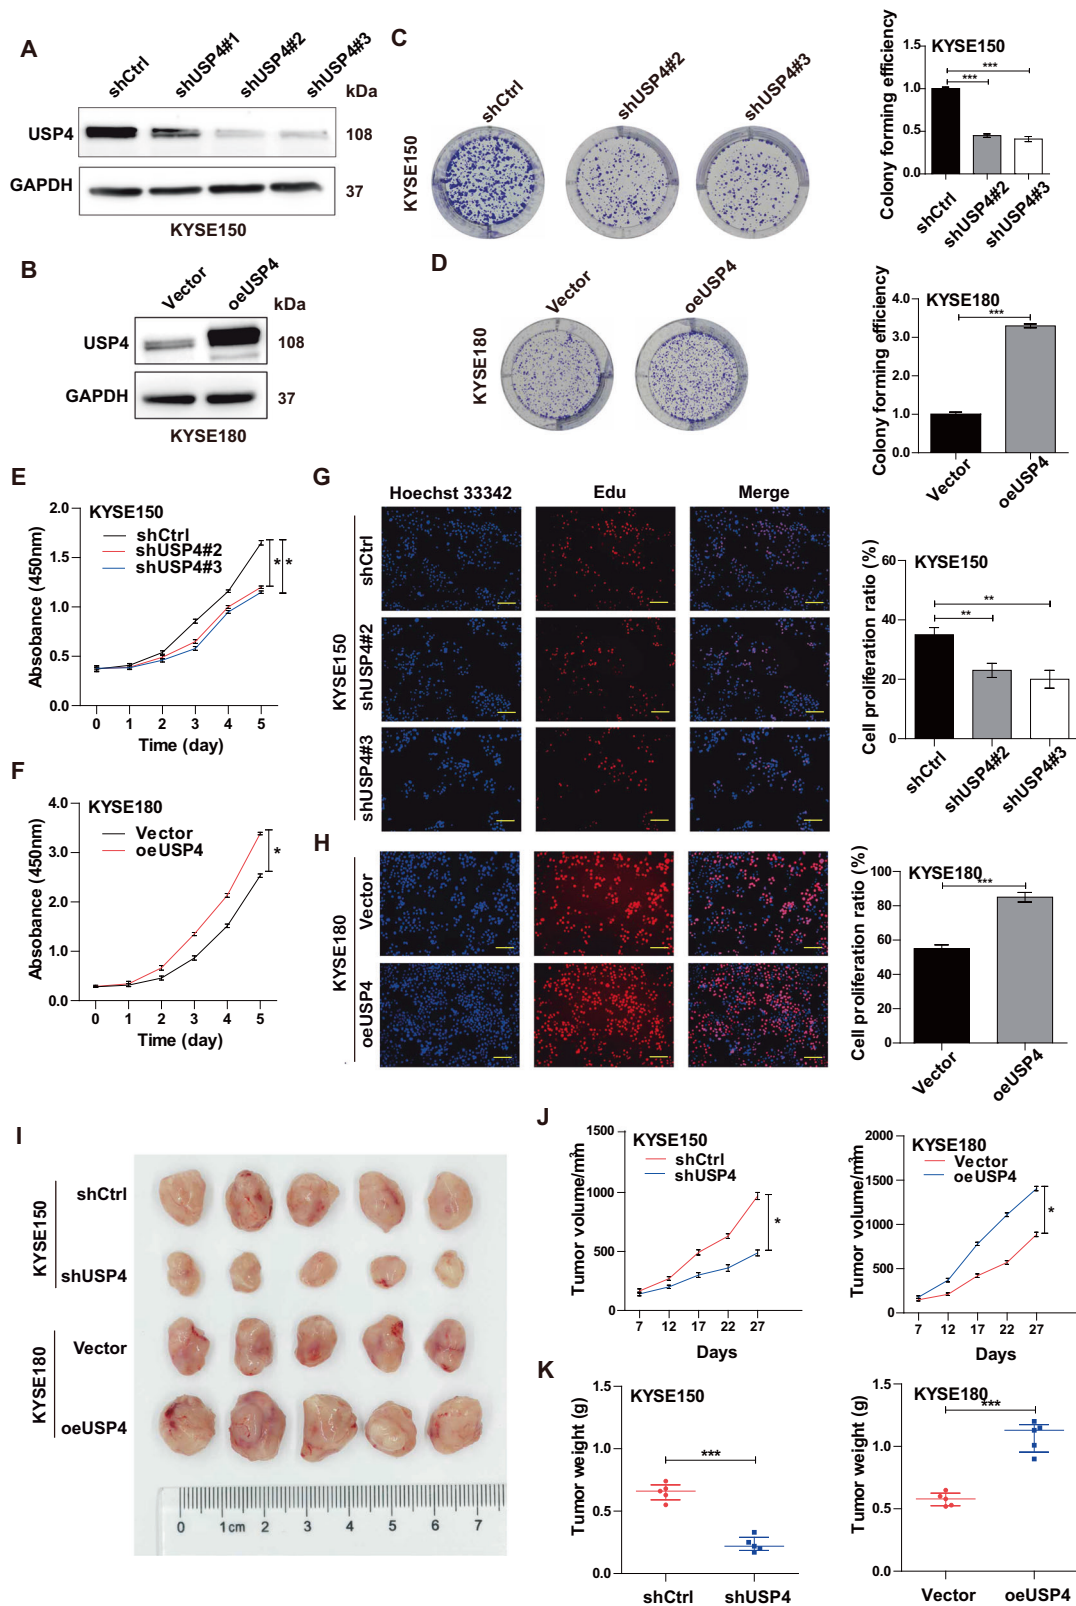 A
shCtrl
shUSP4#1
shUSP4#2
shUSP4#3
kDa
USP4
108
GAPDH
37
KYSE150
B
Vector
oeUSP4
kDa
USP4
108
GAPDH
37
KYSE180
C
shCtrl
shUSP4#2
shUSP4#3
KYSE150
Colony forming efficiency
KYSE150
***
***
1.5
1.0
0.5
0.0
shCtrl
shUSP4#2
shUSP4#3
D
Vector
oeUSP4
KYSE180
Colony forming efficiency
KYSE180
***
4.0
3.0
2.0
1.0
0.0
Vector
oeUSP4
E
KYSE150
shCtrl
shUSP4#2
shUSP4#3
Absobance (450nm)
2.0
1.5
1.0
0.5
0.0
* *
0 1 2 3 4 5
Time (day)
F
KYSE180
Vector
oeUSP4
Absobance (450nm)
4.0
3.0
2.0
1.0
0.0
*
0 1 2 3 4 5
Time (day)
G
Hoechst 33342 Edu Merge
KYSE150
shCtrl
shUSP4#2
shUSP4#3
Cell proliferation ratio (%)
KYSE150
**
**
60
40
20
0
shCtrl
shUSP4#2
shUSP4#3
H
KYSE180
Vector
oeUSP4
Cell proliferation ratio (%)
KYSE180
***
100
80
60
40
20
0
Vector
oeUSP4
I
KYSE150
shCtrl
shUSP4
KYSE180
Vector
oeUSP4
0 1cm 2 3 4 5 6 7
J
KYSE150
shCtrl
shUSP4
Tumor volume/m³m
1500
1000
500
0
*
7 12 17 22 27
Days
KYSE180
Vector
oeUSP4
Tumor volume/m³m
2000
1500
1000
500
0
*
7 12 17 22 27
Days
K
KYSE150
Tumor weight (g)
1.5
1.0
0.5
0.0
***
shCtrl shUSP4
KYSE180
Tumor weight (g)
1.5
1.0
0.5
0.0
***
Vector oeUSP4